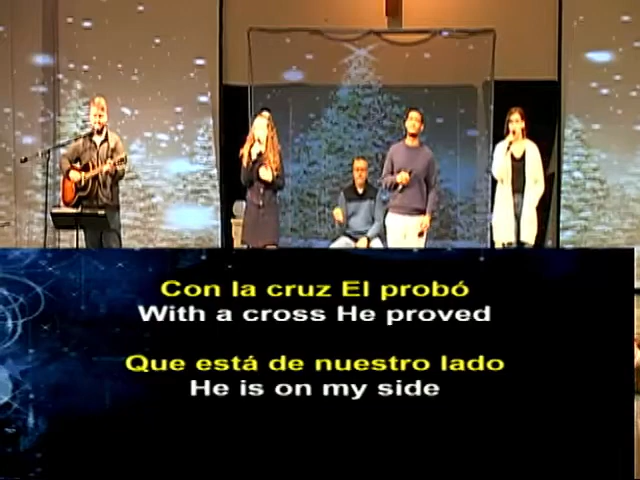 Con la cruz El probó
With a cross He proved
Que está de nuestro lado
He is on my side